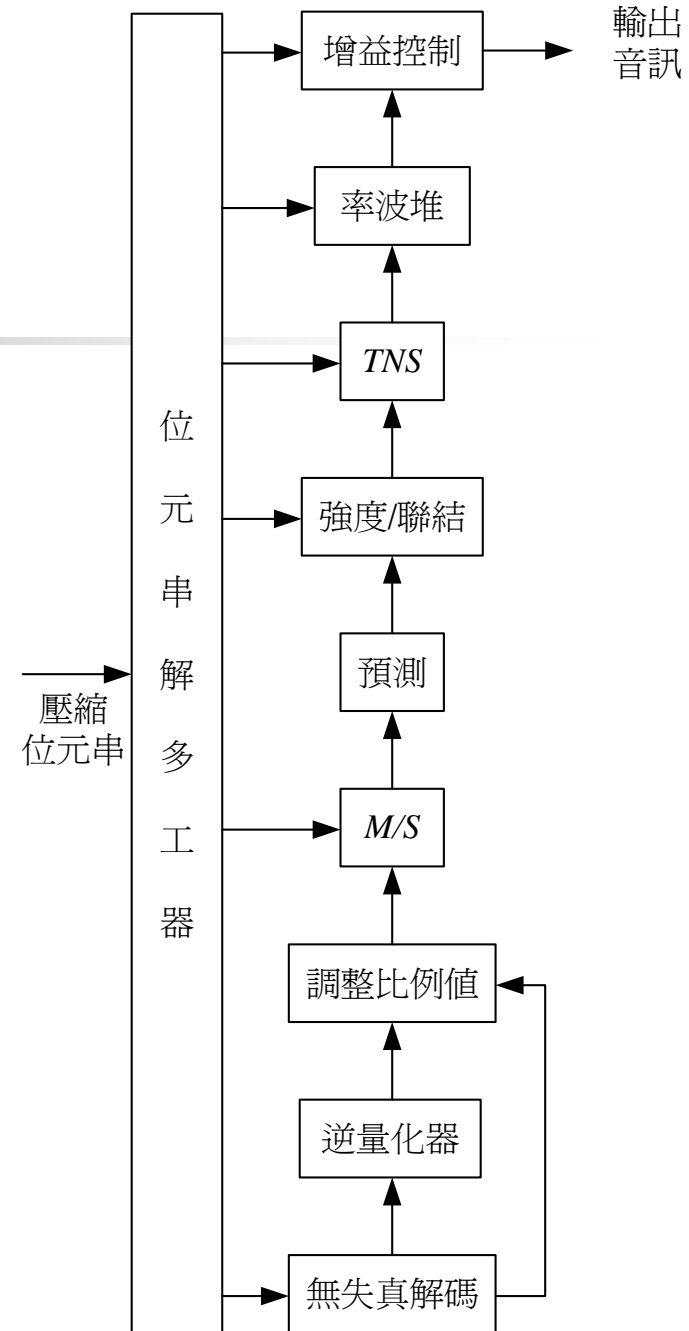 輸出
音訊
增益控制
率波堆
TNS
強度/聯結
預測
M/S
調整比例值
逆量化器
無失真解碼
位元串解多工器
壓縮
位元串